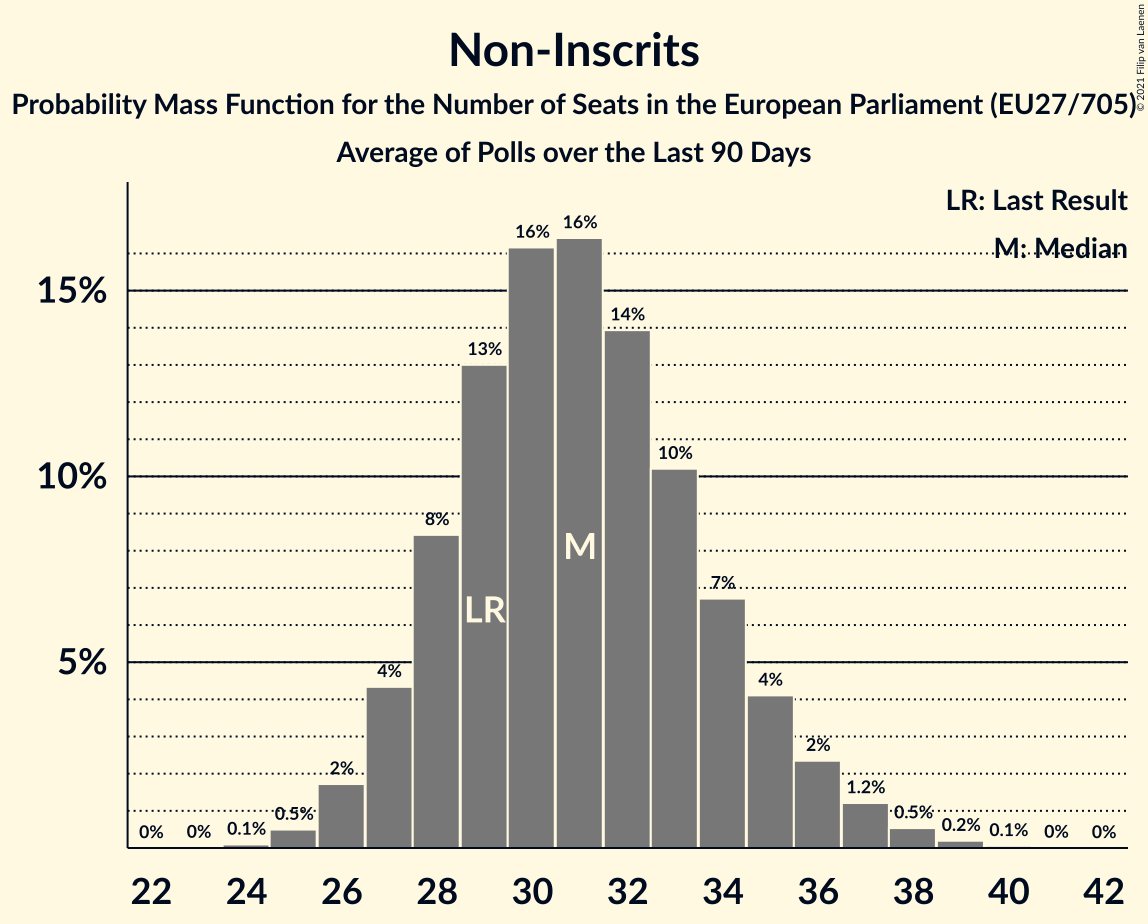 Non-Inscrits
Probability Mass Function for the Number of Seats in the European Parliament (EU27/705)
Average of Polls over the Last 90 Days
© 2021 Filip van Laenen
LR: Last Result
M: Median
15%
10%
5%
0%
0%
0.1%
0.5%
2%
4%
8%
13%
16%
16%
14%
10%
7%
4%
2%
1.2%
0.5%
0.2%
0.1%
0%
0%
LR
M
22 24 26 28 30 32 34 36 38 40 42